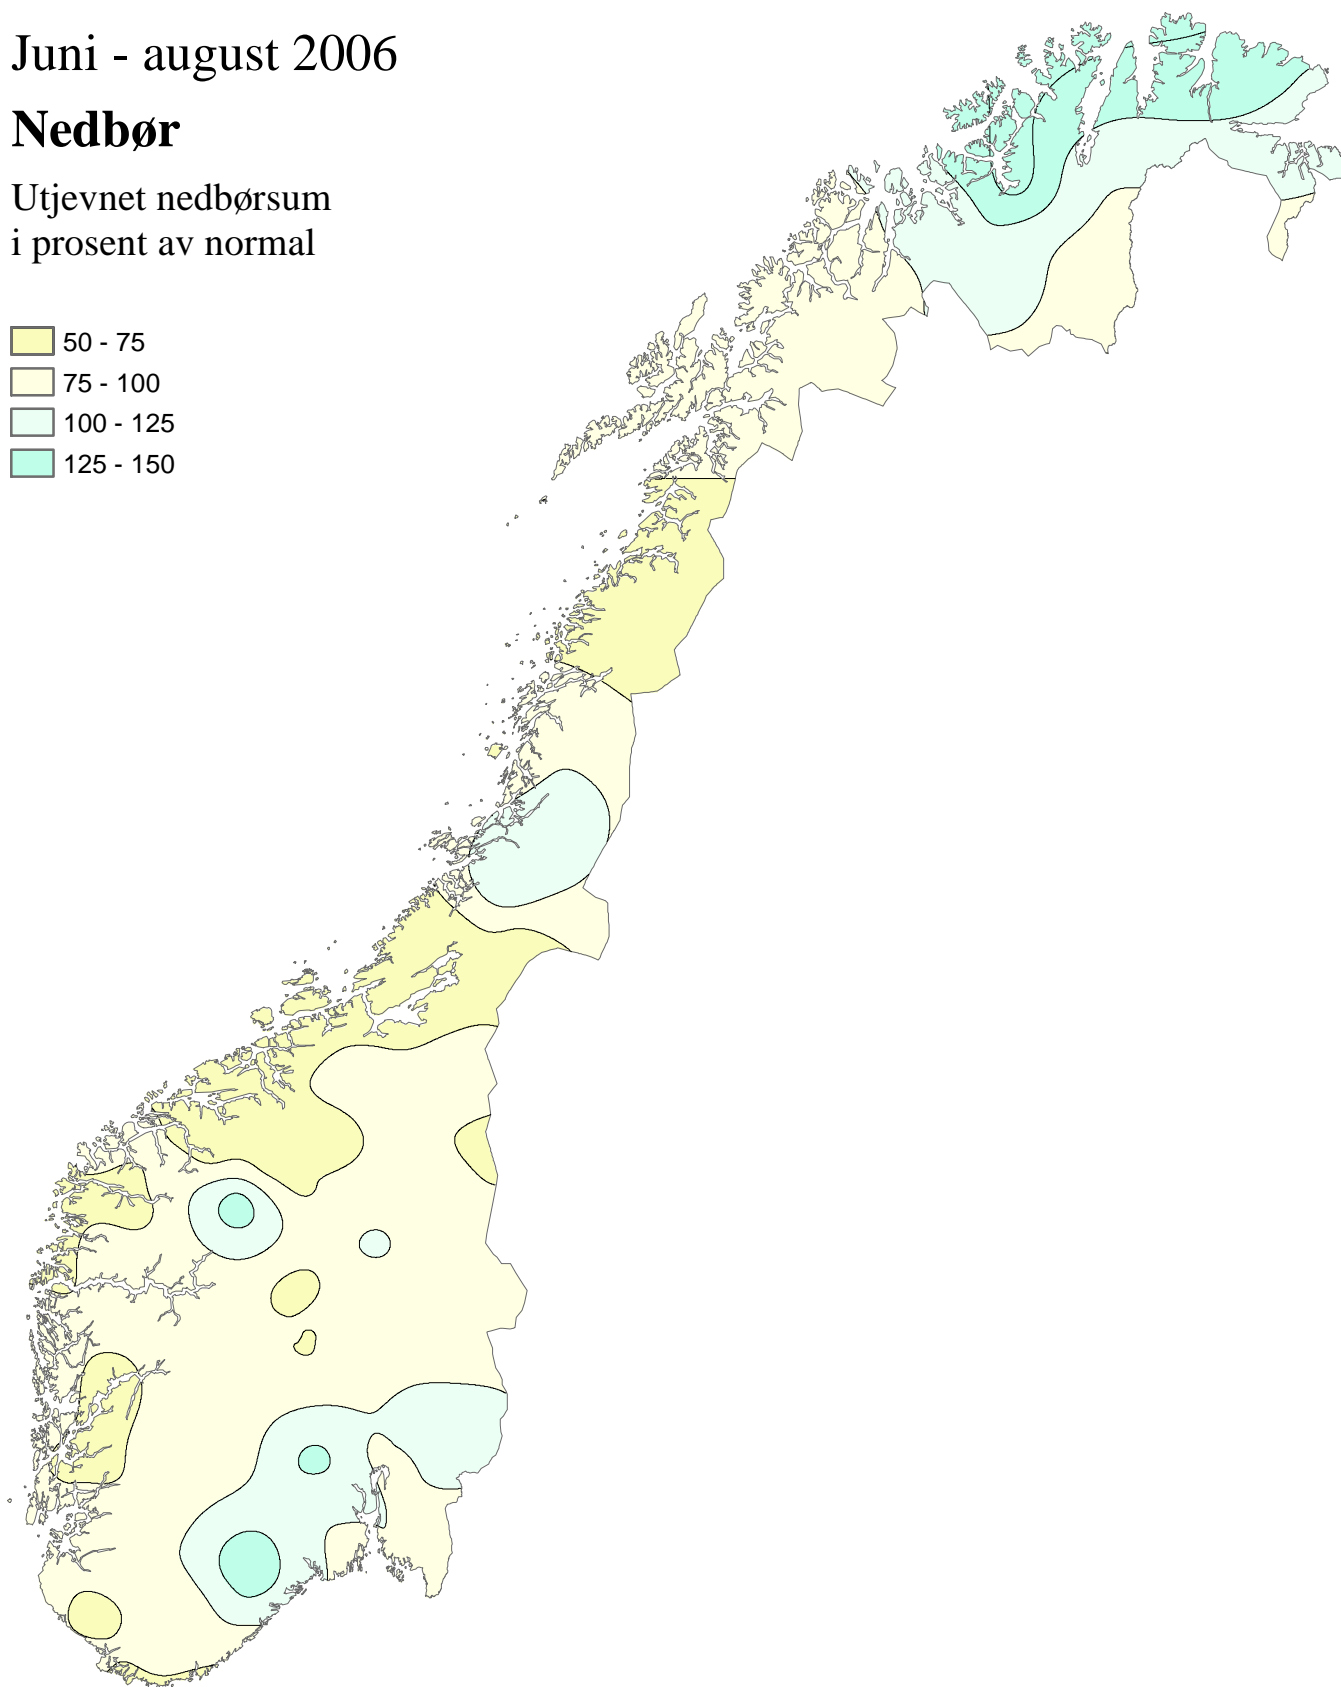 Juni - august 2006
Nedbør
Utjevnet nedbørsum
i prosent av normal
50 - 75
75 - 100
100 - 125
125 - 150